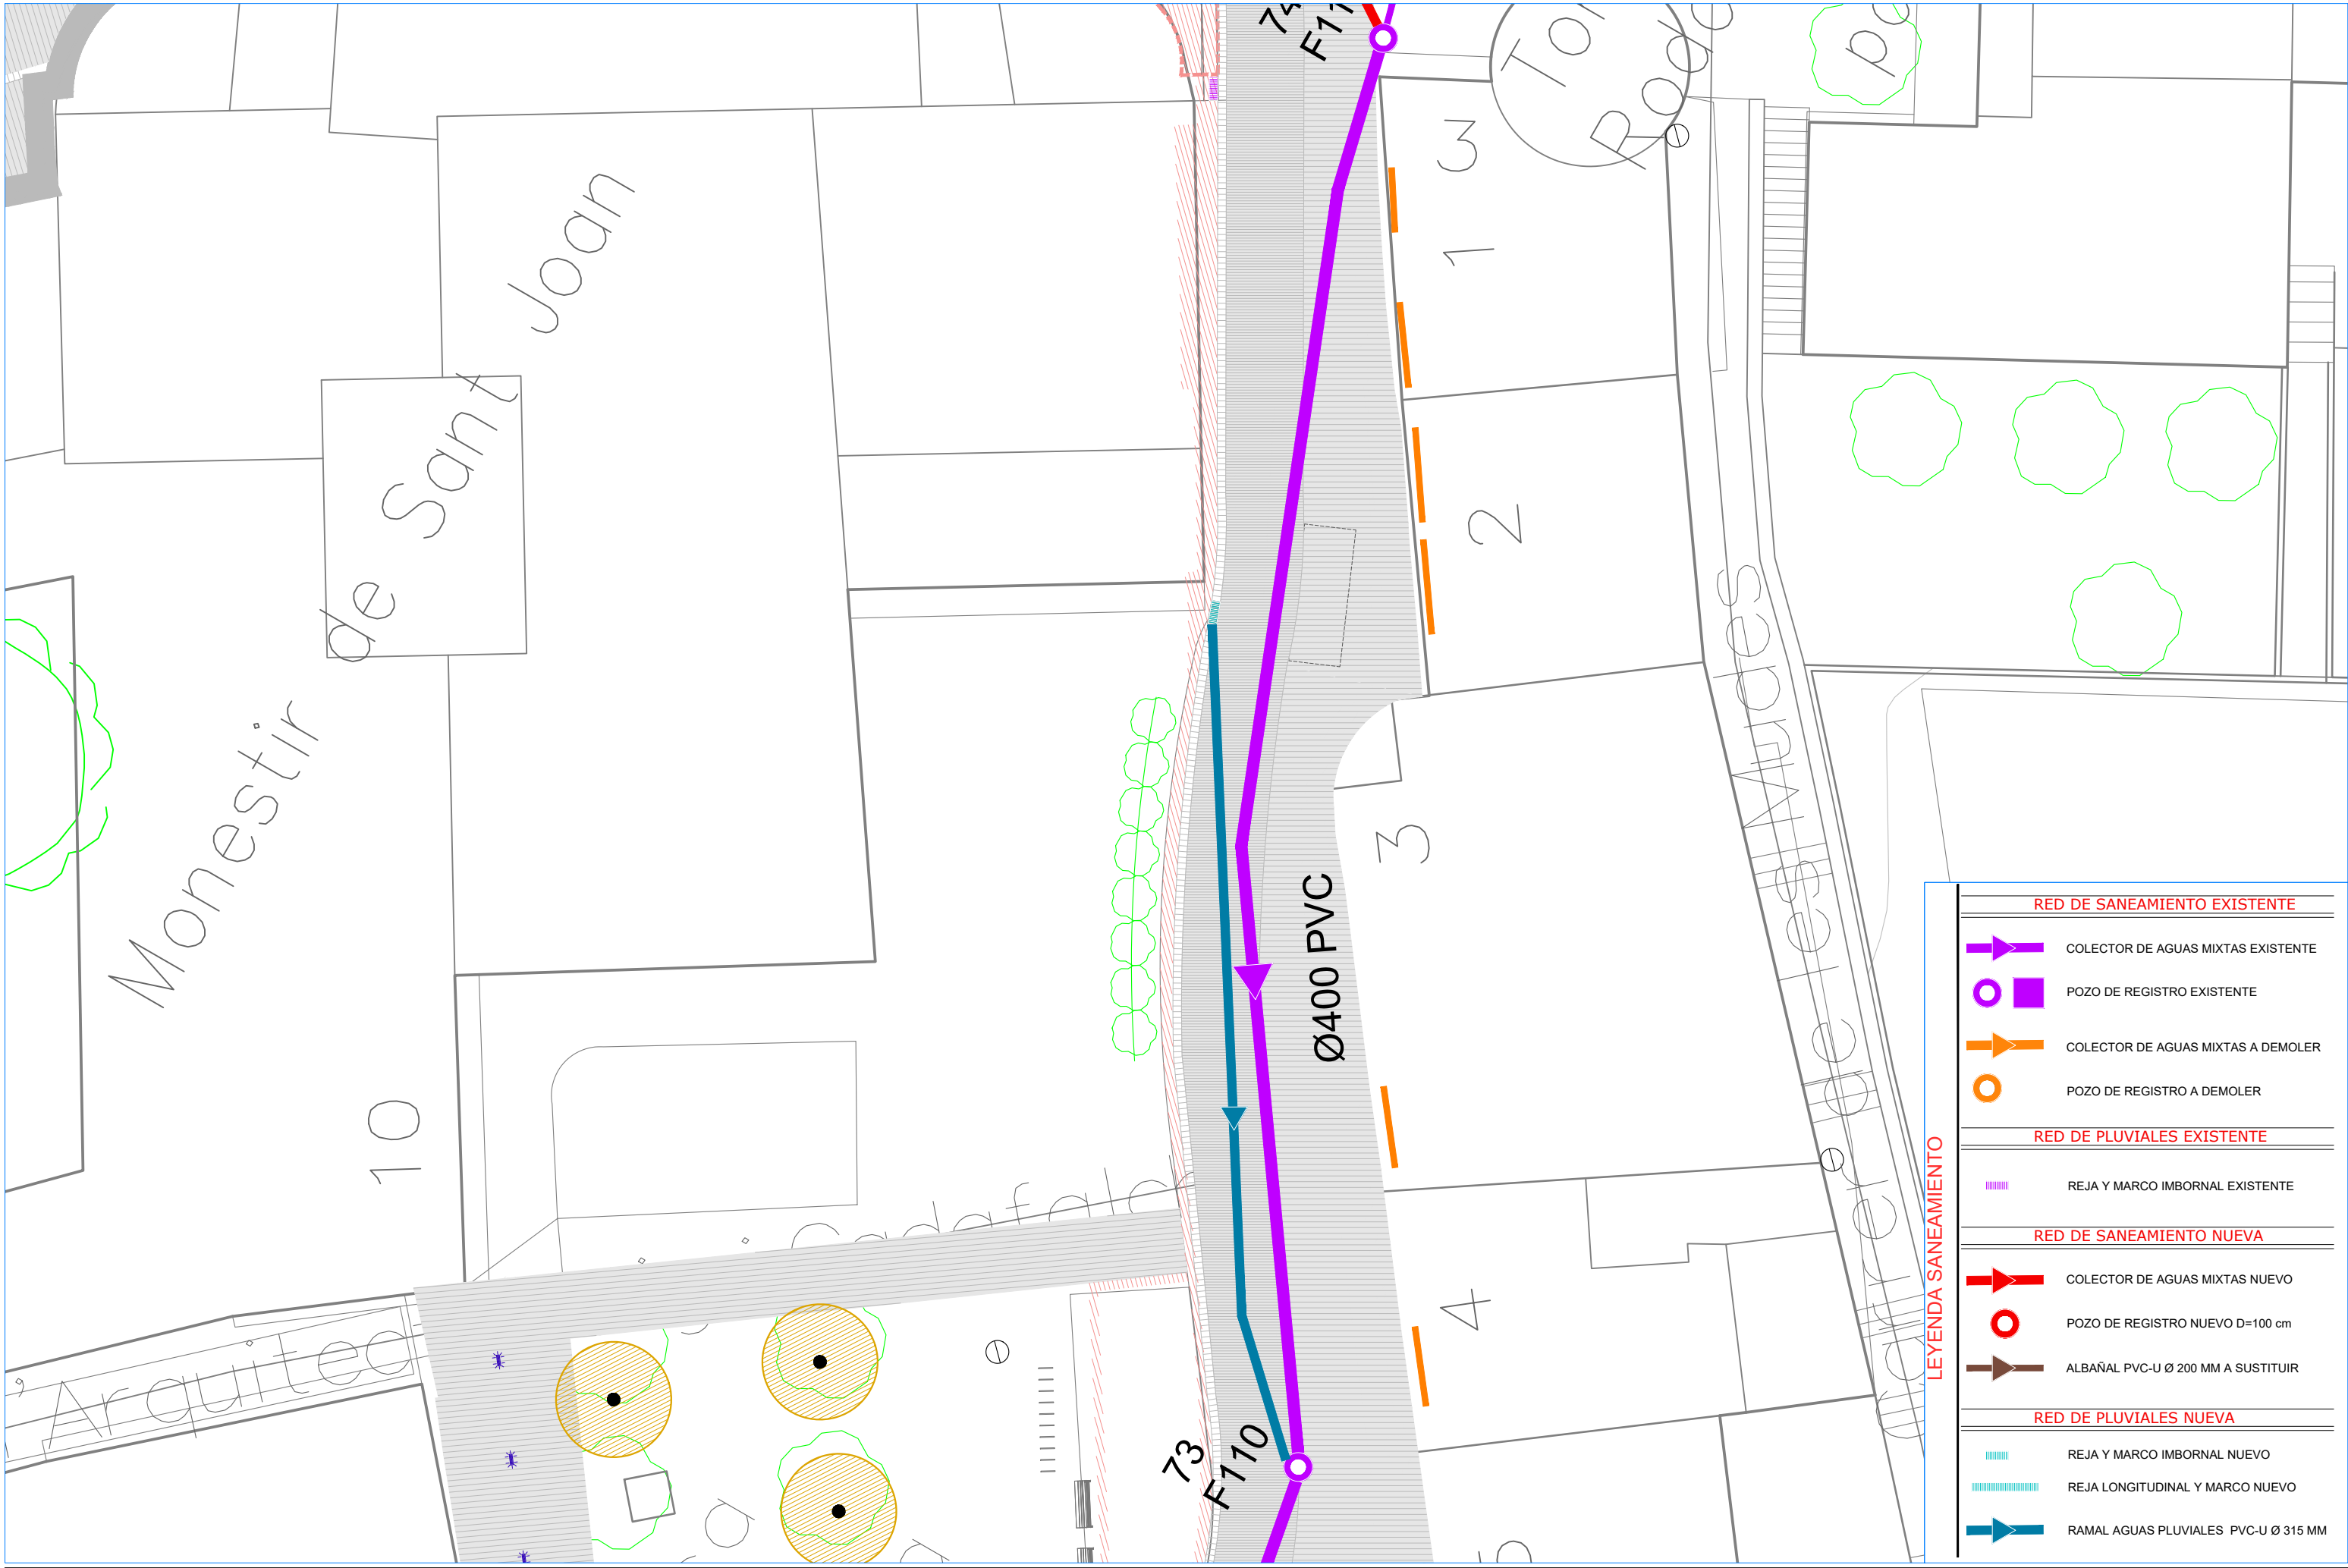 74
F11
To
Ro
p
13
Monestir de Sant Joan
2
3
Ø400 PVC
10
4
73
F110
RED DE SANEAMIENTO EXISTENTE
COLECTOR DE AGUAS MIXTAS EXISTENTE
POZO DE REGISTRO EXISTENTE
COLECTOR DE AGUAS MIXTAS A DEMOLER
POZO DE REGISTRO A DEMOLER
RED DE PLUVIALES EXISTENTE
REJA Y MARCO IMBORNAL EXISTENTE
LEYENDA SANEAMIENTO
RED DE SANEAMIENTO NUEVA
COLECTOR DE AGUAS MIXTAS NUEVO
POZO DE REGISTRO NUEVO D=100 cm
ALBAÑAL PVC-U Ø 200 MM A SUSTITUIR
RED DE PLUVIALES NUEVA
REJA Y MARCO IMBORNAL NUEVO
REJA LONGITUDINAL Y MARCO NUEVO
RAMAL AGUAS PLUVIALES PVC-U Ø 315 MM